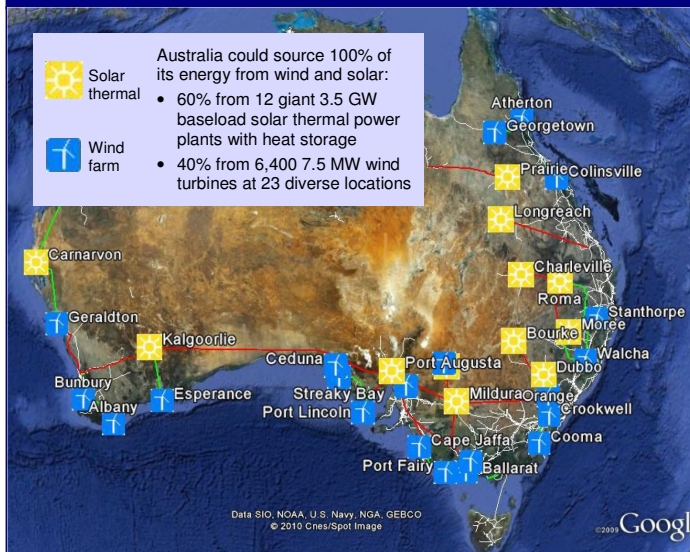 Solar
thermal
Wind
farm
Australia could source 100% of
its energy from wind and solar:
• 60% from 12 giant 3.5 GW
baseload solar thermal power
plants with heat storage
• 40% from 6,400 7.5 MW wind
turbines at 23 diverse locations
Atherton
Georgetown
Prairie
Colinsville
Longreach
Carnarvon
Charleville
Roma
Geraldton
Stanthorpe
Moree
Kalgoorlie
Bourke
Walcha
Ceduna
Port Augusta
Dubbo
Bunbury
Esperance
Streaky Bay
Mildura
Orange
Albany
Port Lincoln
Crookwell
Cape Jaffa
Cooma
Port Fairy
Ballarat
Data SIO, NOAA, U.S. Navy, NGA, GEBCO
© 2010 Cnes/Spot Image
©2009 Googl